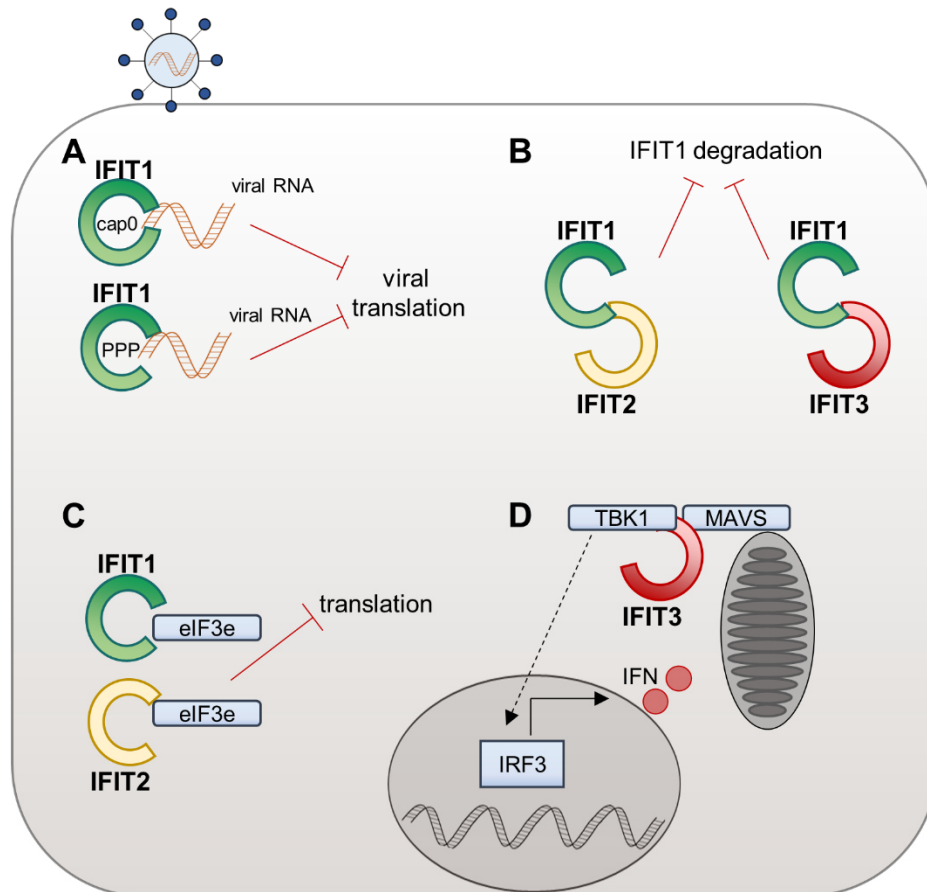 A
IFIT1
cap0
viral RNA
IFIT1
PPP
viral RNA
viral
translation
B
IFIT1 degradation
IFIT1
IFIT2
IFIT1
IFIT3
C
IFIT1
eIF3e
translation
eIF3e
IFIT2
D
TBK1
MAVS
IFIT3
IFN
IRF3